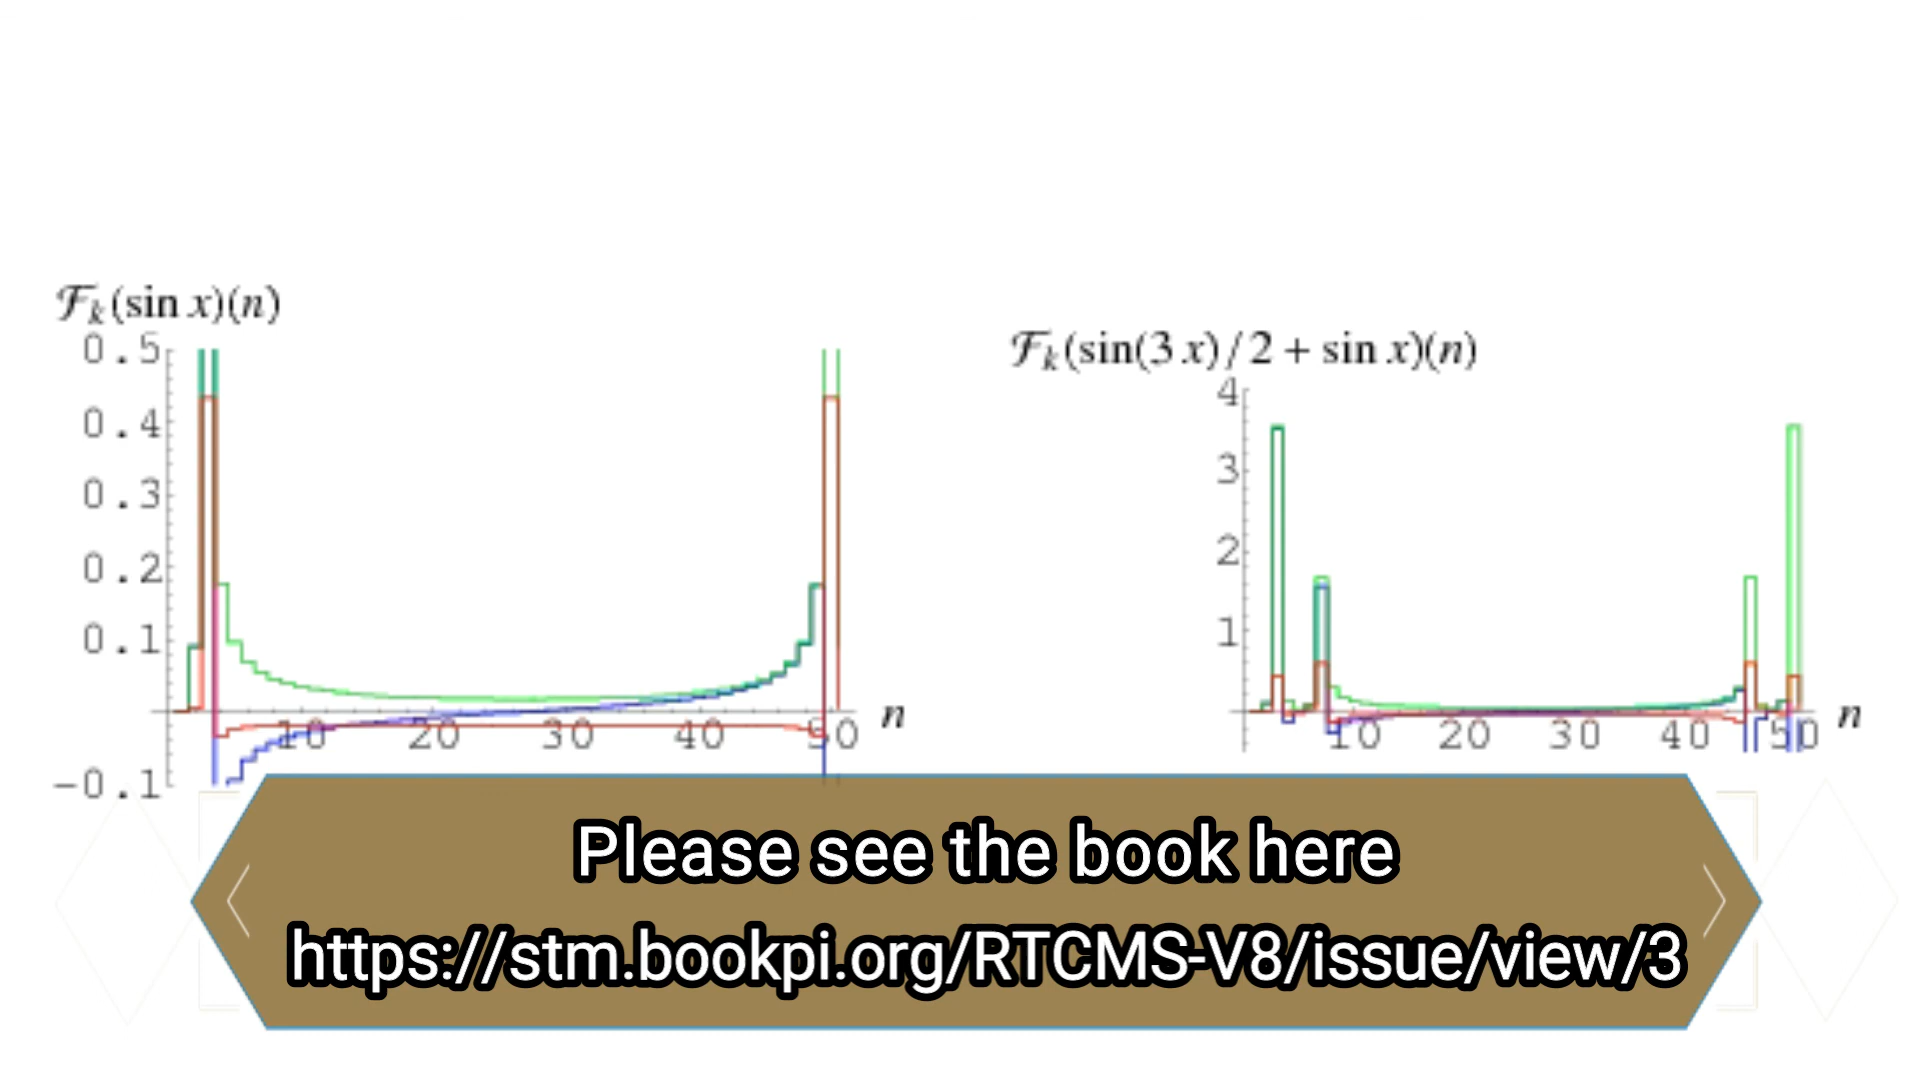 ℱₖ(sin x)(n)
0.5
0.4
0.3
0.2
0.1
-0.1
10 20 30 40 50 n
ℱₖ(sin(3 x)/2 + sin x)(n)
4
3
2
1
10 20 30 40 50 n
Please see the book here
https://stm.bookpi.org/RTCMS-V8/issue/view/3